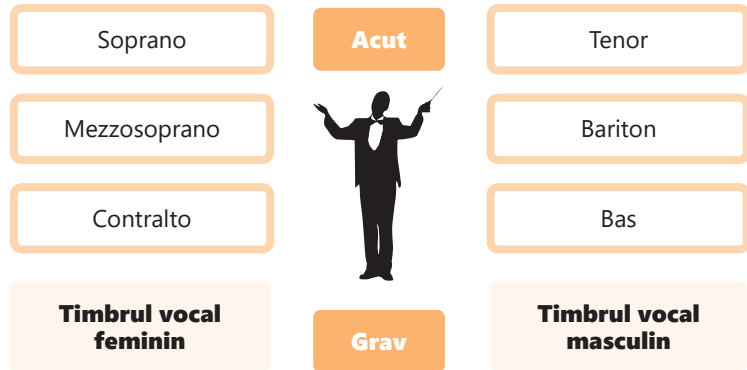 Soprano
Acut
Tenor
Mezzosoprano
Bariton
Contralto
Bas
Timbrul vocal
feminin
Grav
Timbrul vocal
masculin